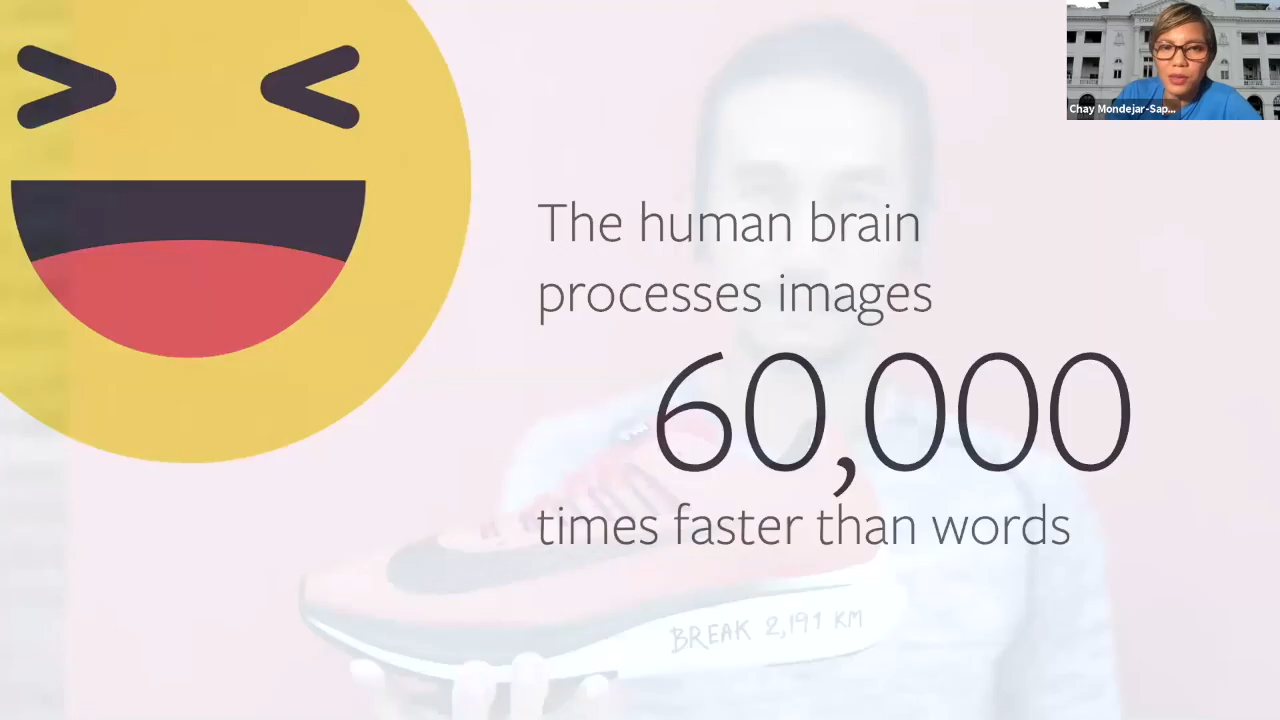 Chay Mondejar-Sap...
The human brain
processes images
60,000
times faster than words
BREAK 2,191 KM